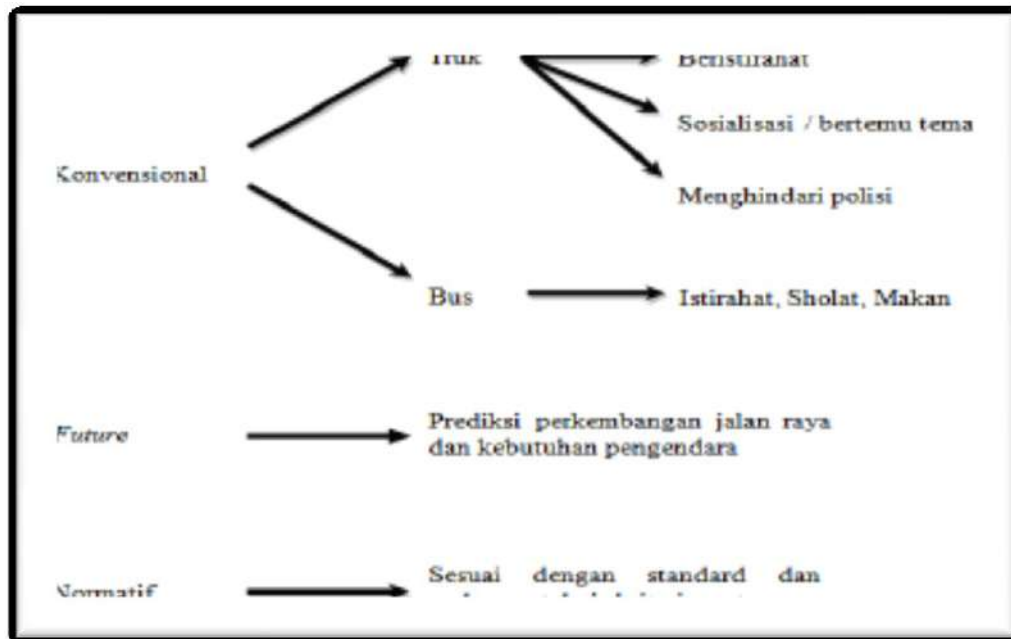 Truk
Beristirahat
Sosialisasi / bertemu tema
Konvensional
Menghindari polisi
Bus
Istirahat, Sholat, Makan
Future
Prediksi perkembangan jalan raya
dan kebutuhan pengendara
Normatif
Sesuai dengan standard dan